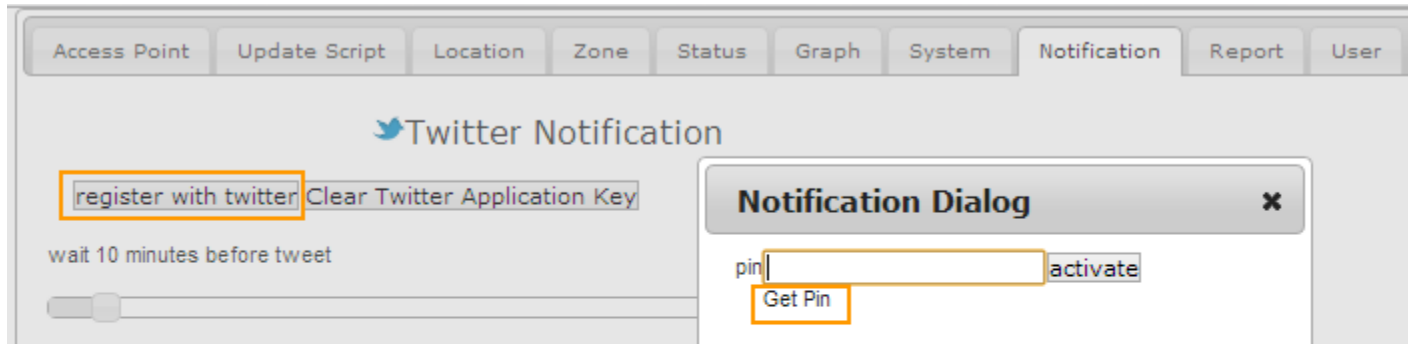 Access Point Update Script Location Zone Status Graph System Notification Report User
Twitter Notification
register with twitter Clear Twitter Application Key
wait 10 minutes before tweet
Notification Dialog
pin activate
Get Pin